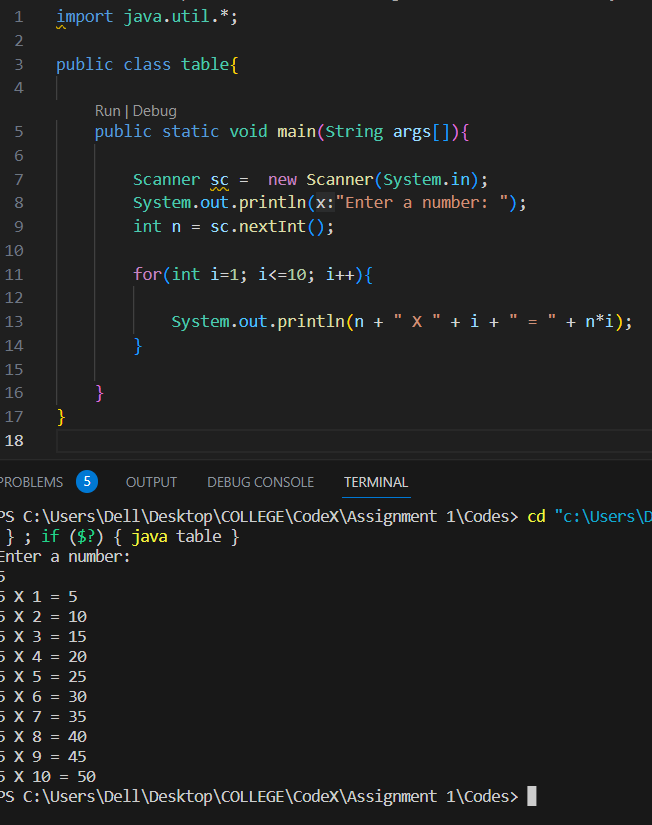 1 import java.util.*;
2
3 public class table{
4
Run | Debug
5 public static void main(String args[]){
6
7 Scanner sc =  new Scanner(System.in);
8 System.out.println(x:"Enter a number: ");
9 int n = sc.nextInt();
10
11 for(int i=1; i<=10; i++){
12
13 System.out.println(n + " X " + i + " = " + n*i);
14 }
15
16 }
17 }
18
PROBLEMS 5 OUTPUT DEBUG CONSOLE TERMINAL
PS C:\Users\Dell\Desktop\COLLEGE\CodeX\Assignment 1\Codes> cd "c:\Users\D
} ; if ($?) { java table }
Enter a number:
5
5 X 1 = 5
5 X 2 = 10
5 X 3 = 15
5 X 4 = 20
5 X 5 = 25
5 X 6 = 30
5 X 7 = 35
5 X 8 = 40
5 X 9 = 45
5 X 10 = 50
PS C:\Users\Dell\Desktop\COLLEGE\CodeX\Assignment 1\Codes>